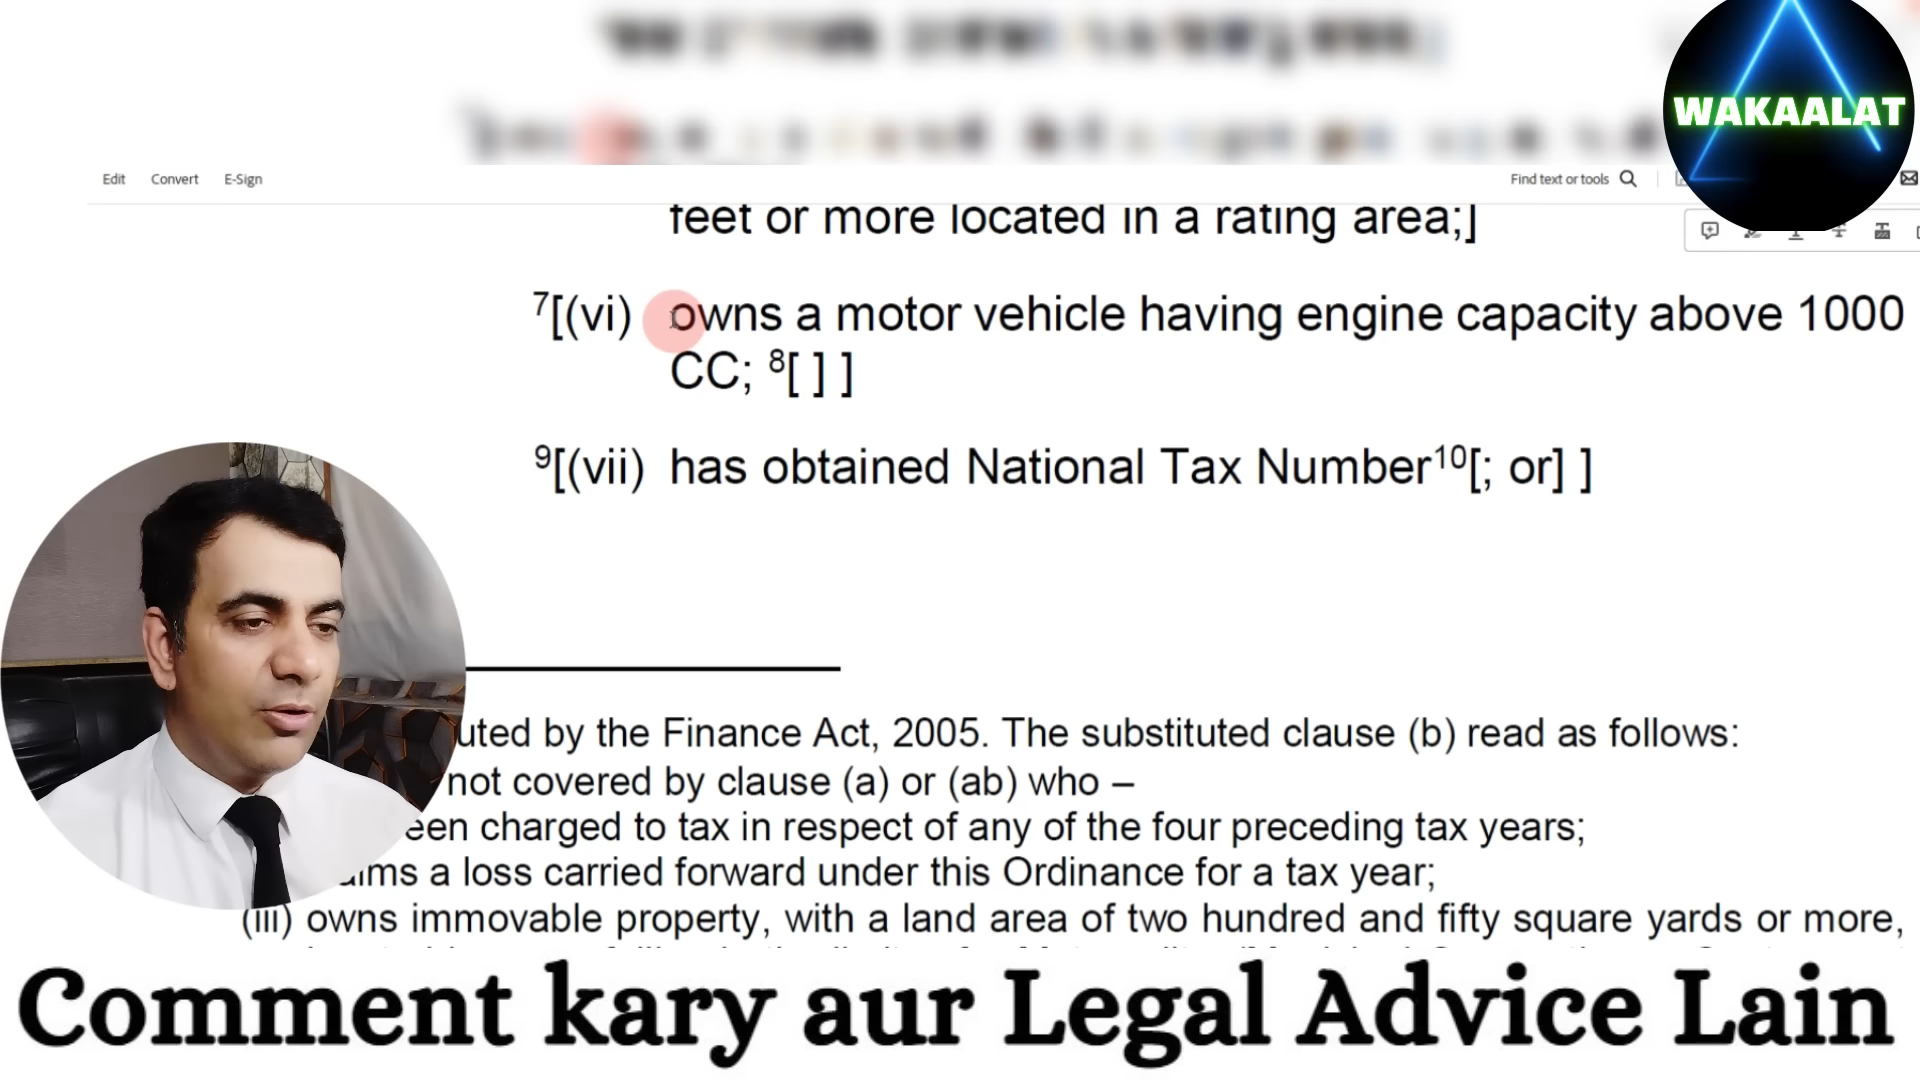 WAKAALAT
Edit Convert E-Sign Find text or tools
feet or more located in a rating area;]
7[(vi) owns a motor vehicle having engine capacity above 1000
CC; 8[ ] ]
9[(vii) has obtained National Tax Number10[; or] ]
uted by the Finance Act, 2005. The substituted clause (b) read as follows:
not covered by clause (a) or (ab) who –
een charged to tax in respect of any of the four preceding tax years;
aims a loss carried forward under this Ordinance for a tax year;
(iii) owns immovable property, with a land area of two hundred and fifty square yards or more,
Comment kary aur Legal Advice Lain